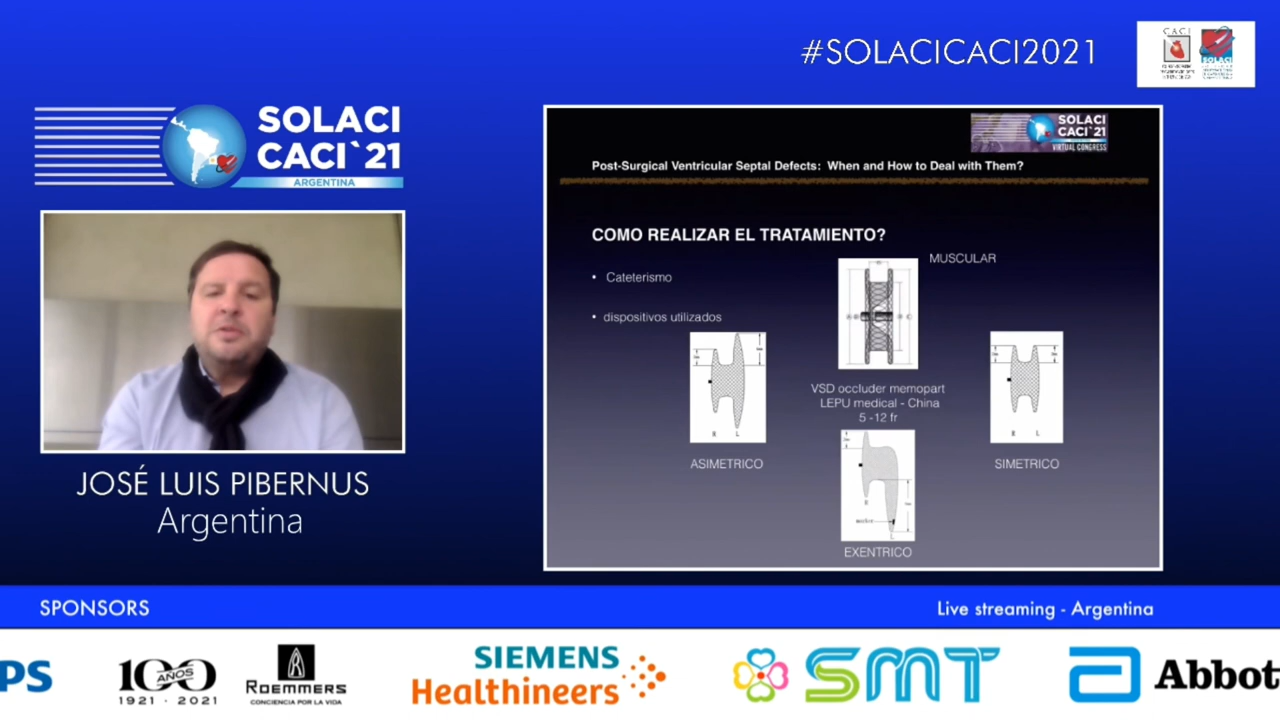 #SOLACICACI2021
CACI
SOLACI
SOLACI
CACI`21
ARGENTINA
SOLACI
CACI`21
VIRTUAL CONGRESS
Post-Surgical Ventricular Septal Defects: When and How to Deal with Them?
COMO REALIZAR EL TRATAMIENTO?
• Cateterismo
• dispositivos utilizados
MUSCULAR
VSD occluder memopart
LEPU medical - China
5 -12 fr
R L
ASIMETRICO
R L
SIMETRICO
R
L
EXENTRICO
JOSÉ LUIS PIBERNUS
Argentina
SPONSORS
Live streaming - Argentina
PS
100
AÑOS
1921 · 2021
ROEMMERS
CONCIENCIA POR LA VIDA
SIEMENS
Healthineers
SMT
Abbot